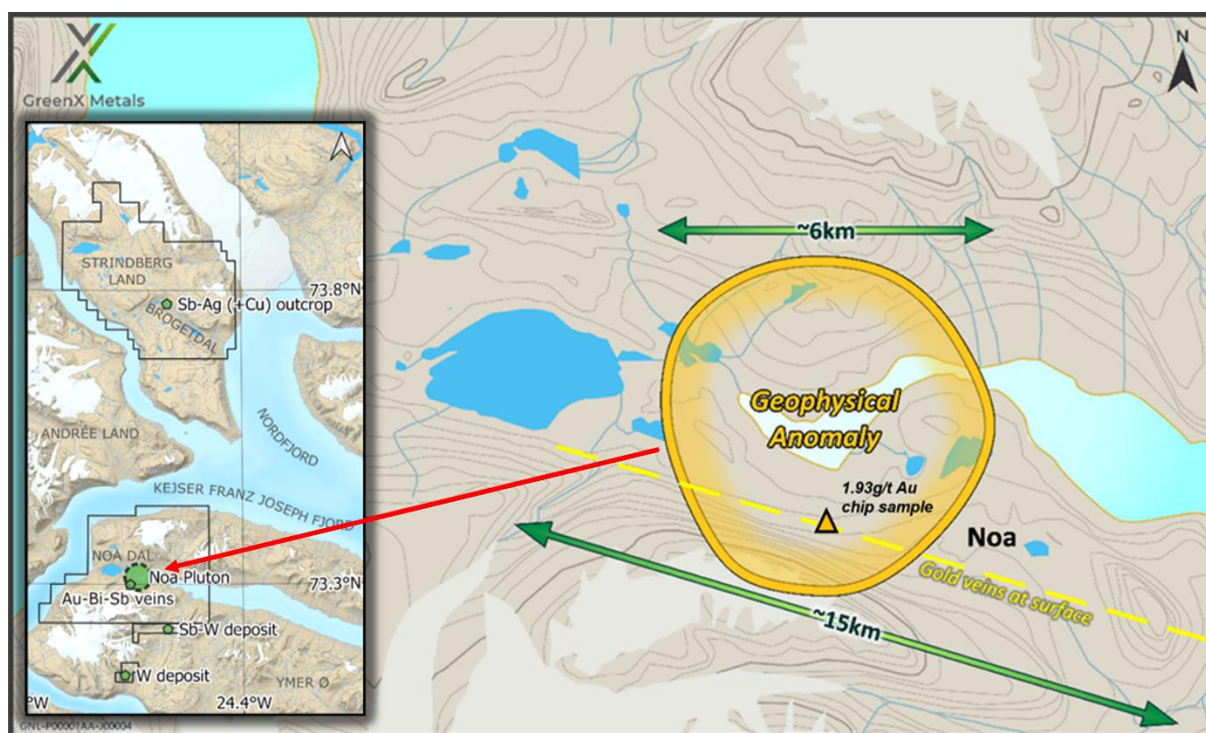 GreenX Metals
N
~6km
Geophysical
Anomaly
1.93g/t Au
chip sample
Noa
Gold veins at surface
~15km
STRINDBERG
LAND
73.8°N
Sb-Ag (+Cu) outcrop
BROGETDAL
NORDFJORD
ANDRÉE LAND
KEJSER FRANZ JOSEPH FJORD
NOA DAL
Noa Pluton
73.3°N
Au-Bi-Sb veins
Sb-W deposit
W deposit
YMER Ø
°W
24.4°W